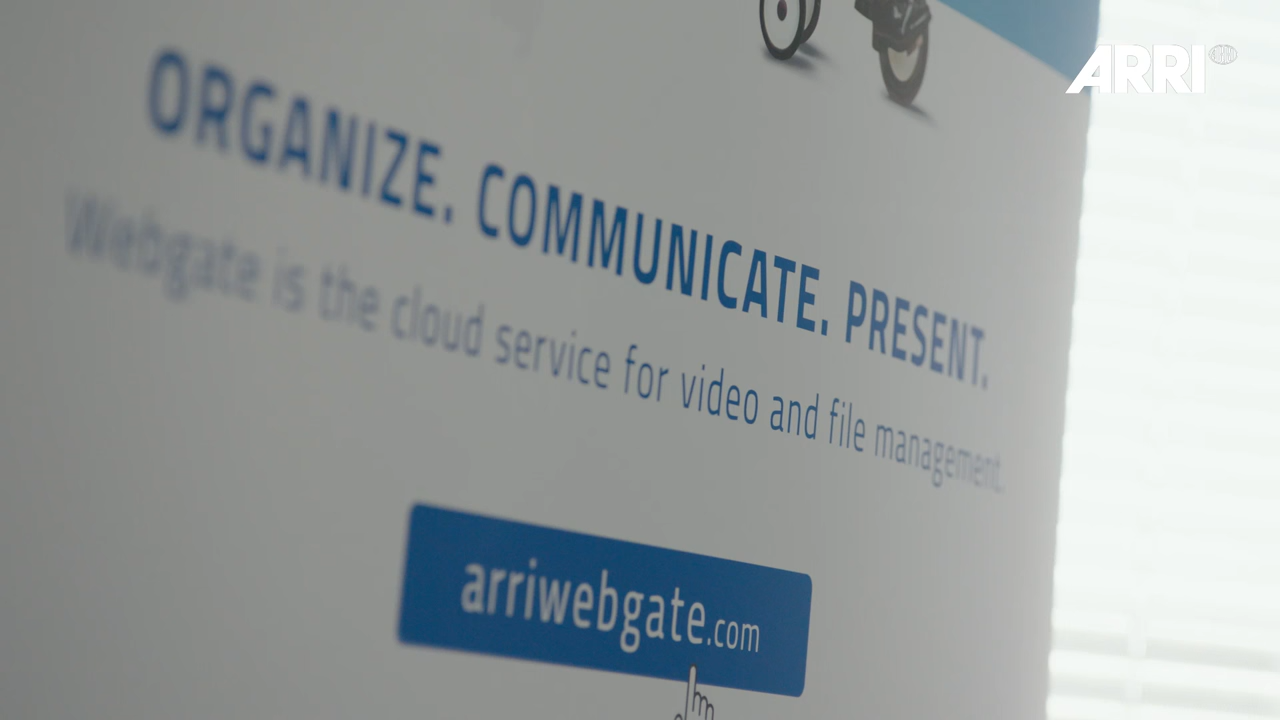 ARRI
ORGANIZE. COMMUNICATE. PRESENT.
Webgate is the cloud service for video and file management.
arriwebgate.com